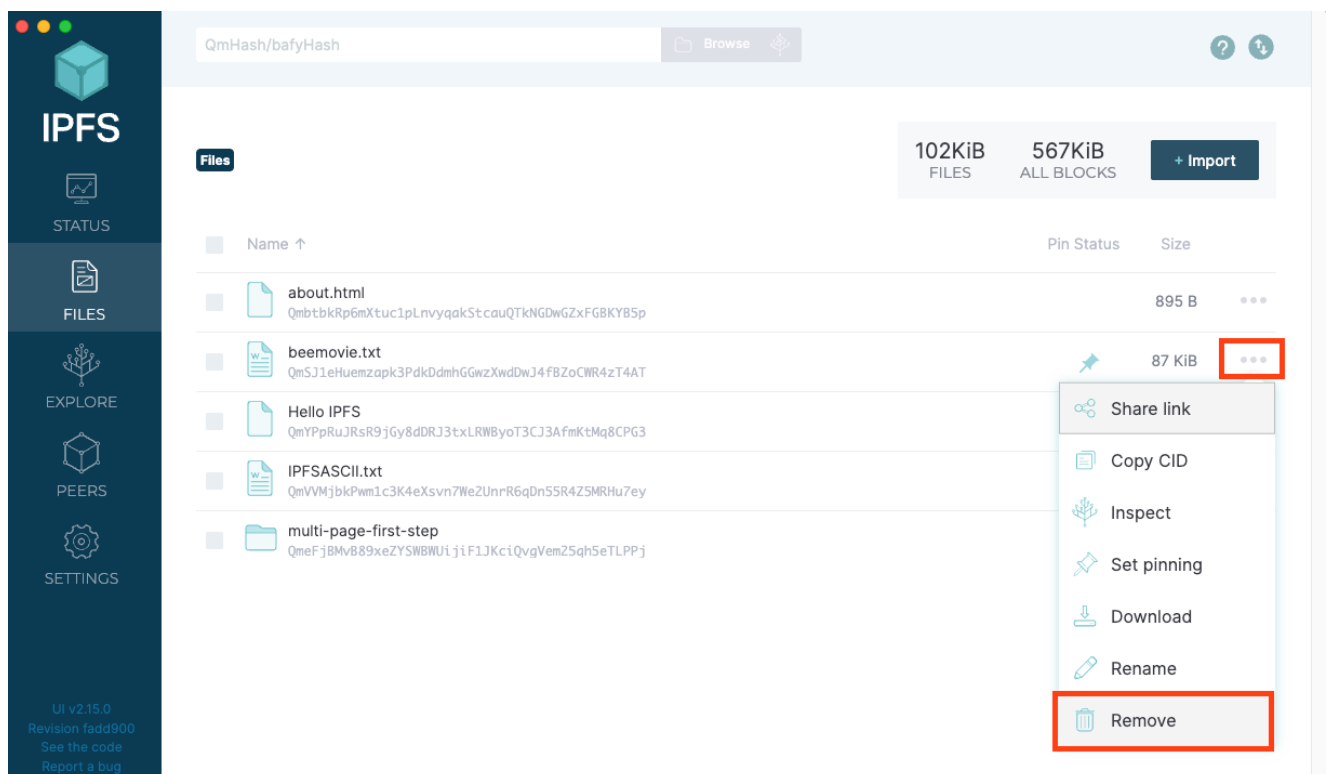 QmHash/bafyHash
Browse
IPFS
STATUS
FILES
EXPLORE
PEERS
SETTINGS
UI v2.15.0
Revision fadd900
See the code
Report a bug
Files
102KiB
FILES
567KiB
ALL BLOCKS
+ Import
Name ↑
Pin Status
Size
about.html
QmbtbkRp6mXtuc1pLnvyqakStcauQTkNGDwGZxFGBKYB5p
895 B
beemovie.txt
QmSJ1eHuemzapk3PdkDdmhGGwzXwdDwJ4fBZoCWR4zT4AT
87 KiB
Hello IPFS
QmYPpRuJRsR9jGy8dDRJ3txLRWByoT3CJ3AfmKtMq8CPG3
IPFSASCII.txt
QmVVMjbkPwm1c3K4eXsvn7We2UnrR6qDn55R4Z5MRHu7ey
multi-page-first-step
QmeFjBMvB89xeZYSWBWUijiF1JKciQvgVem25qh5eTLPPj
Share link
Copy CID
Inspect
Set pinning
Download
Rename
Remove